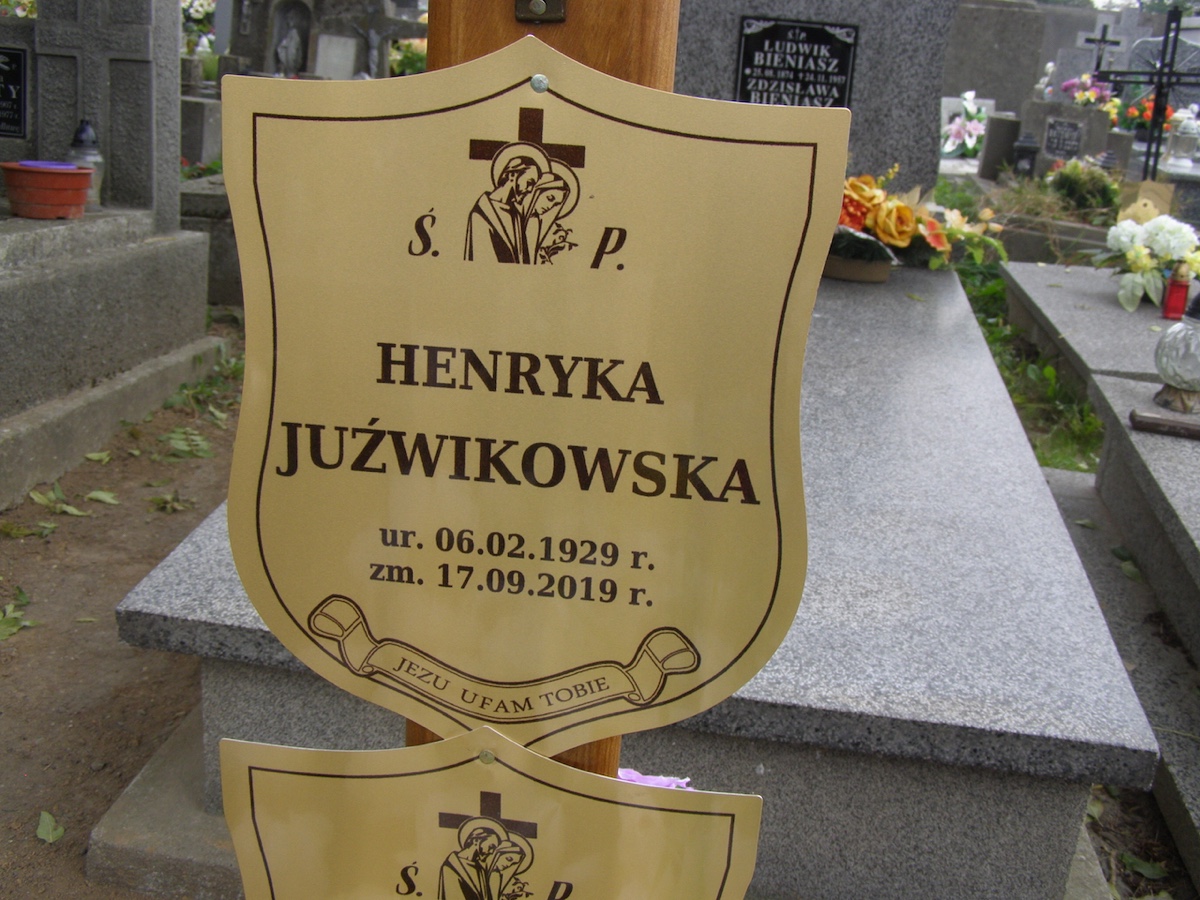 Ś. P.
HENRYKA
JUŹWIKOWSKA
ur. 06.02.1929 r.
zm. 17.09.2019 r.
JEZU UFAM TOBIE
Ś. P.
LUDWIK
BIENIASZ
ZDZISŁAWA
BIENIASZ